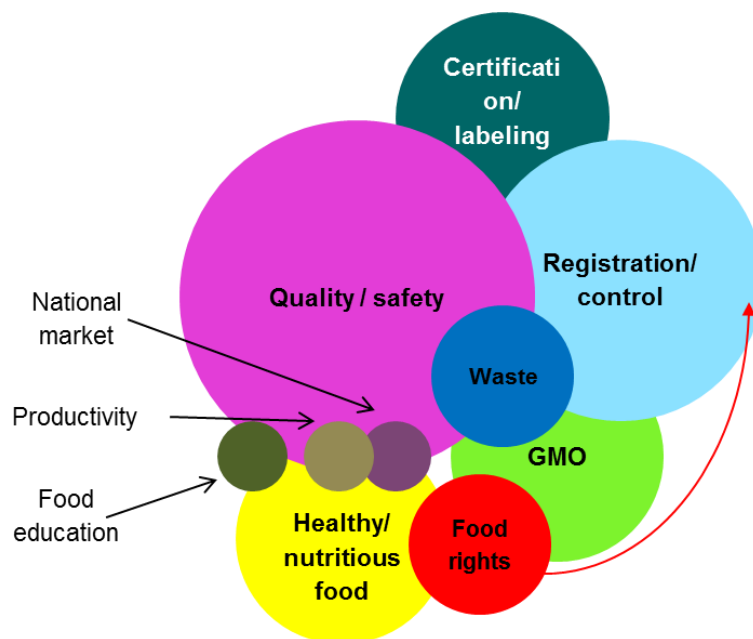 Certificati
on/
labeling
Registration/
control
Quality / safety
National
market
Waste
Productivity
GMO
Food
education
Healthy/
nutritious
food
Food
rights